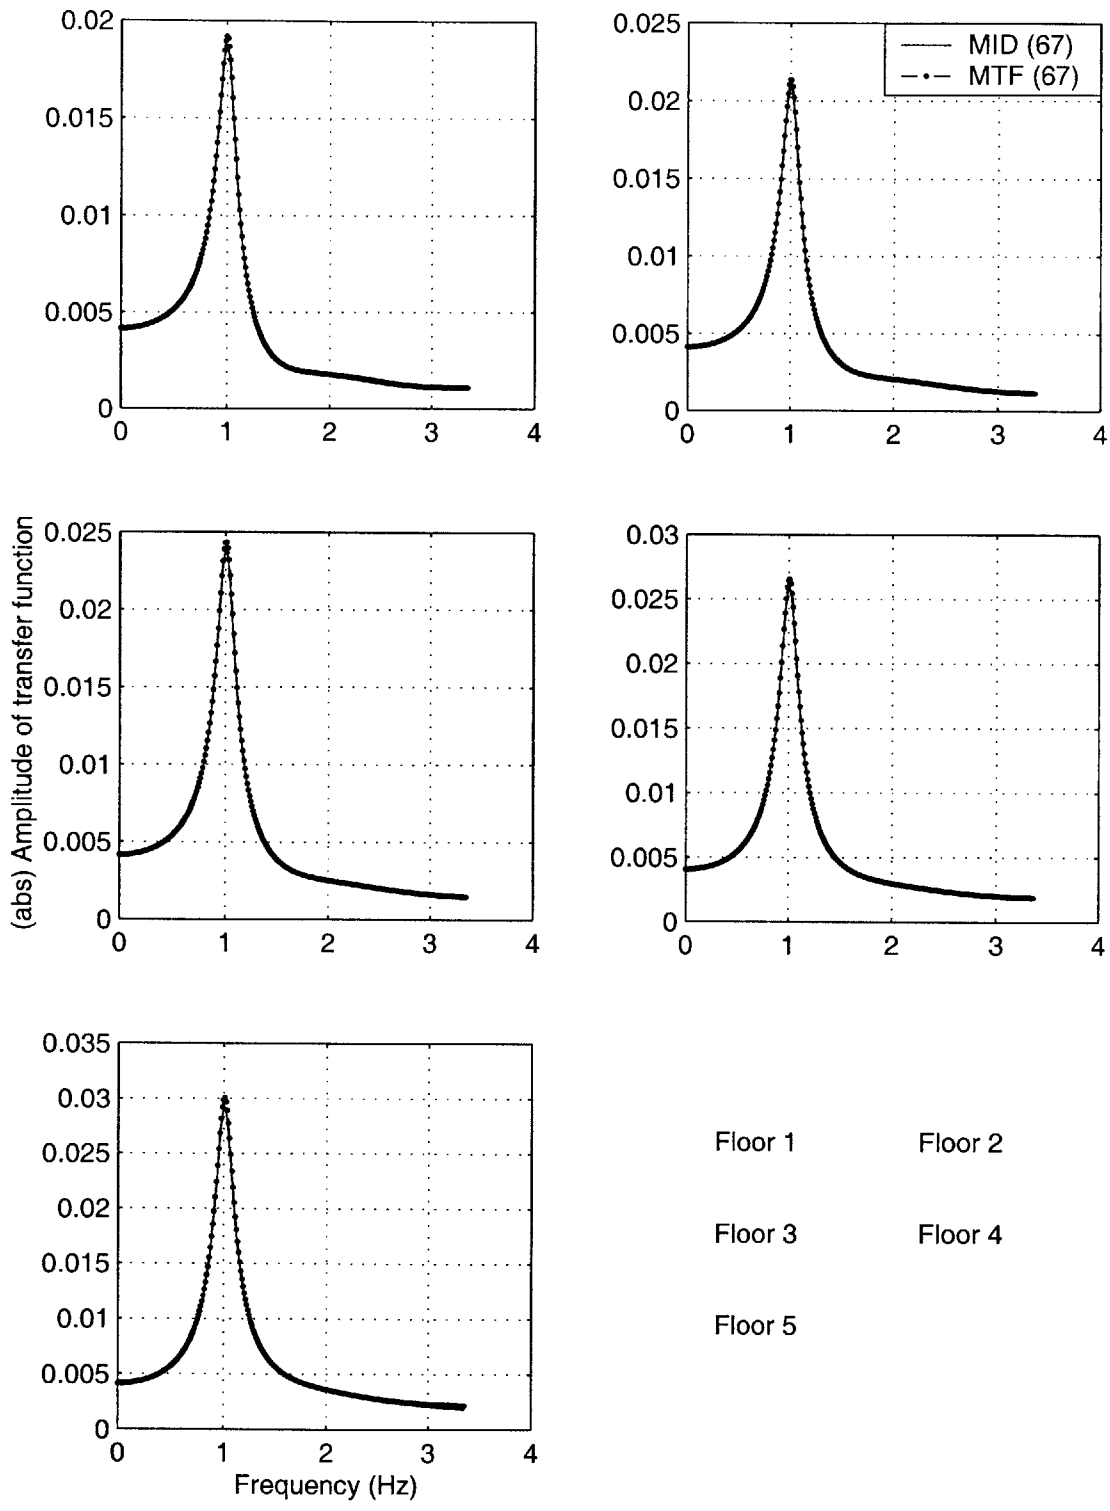 0.02
0.015
0.01
0.005
0
0 1 2 3 4
0.025
0.02
0.015
0.01
0.005
0
0 1 2 3 4
MID (67)
MTF (67)
(abs) Amplitude of transfer function
0.025
0.02
0.015
0.01
0.005
0
0 1 2 3 4
0.03
0.025
0.02
0.015
0.01
0.005
0
0 1 2 3 4
0.035
0.03
0.025
0.02
0.015
0.01
0.005
0
0 1 2 3 4
Frequency (Hz)
Floor 1 Floor 2
Floor 3 Floor 4
Floor 5